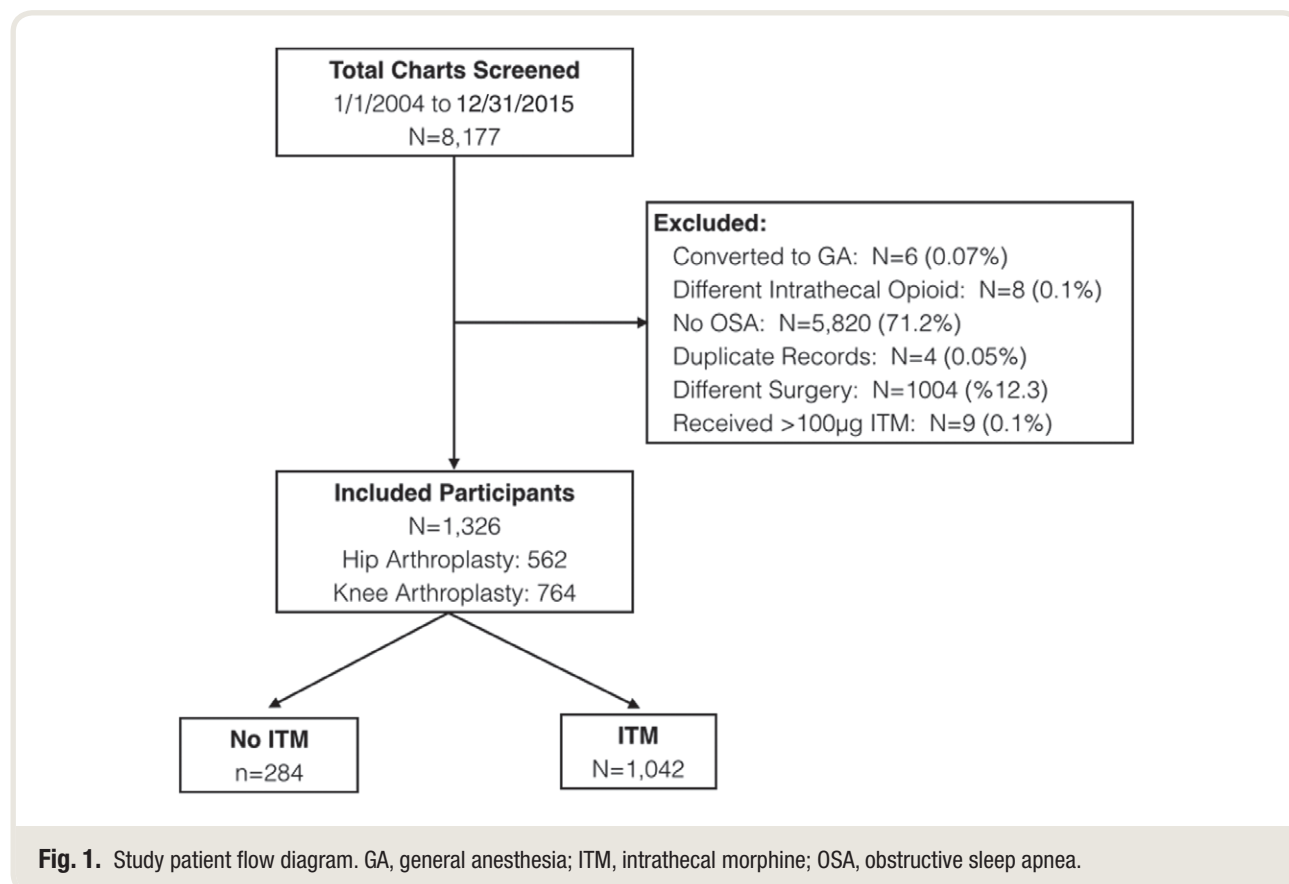 Total Charts Screened
1/1/2004 to 12/31/2015
N=8,177
Excluded:
Converted to GA: N=6 (0.07%)
Different Intrathecal Opioid: N=8 (0.1%)
No OSA: N=5,820 (71.2%)
Duplicate Records: N=4 (0.05%)
Different Surgery: N=1004 (%12.3)
Received >100µg ITM: N=9 (0.1%)
Included Participants
N=1,326
Hip Arthroplasty: 562
Knee Arthroplasty: 764
No ITM
n=284
ITM
N=1,042
Fig. 1. Study patient flow diagram. GA, general anesthesia; ITM, intrathecal morphine; OSA, obstructive sleep apnea.